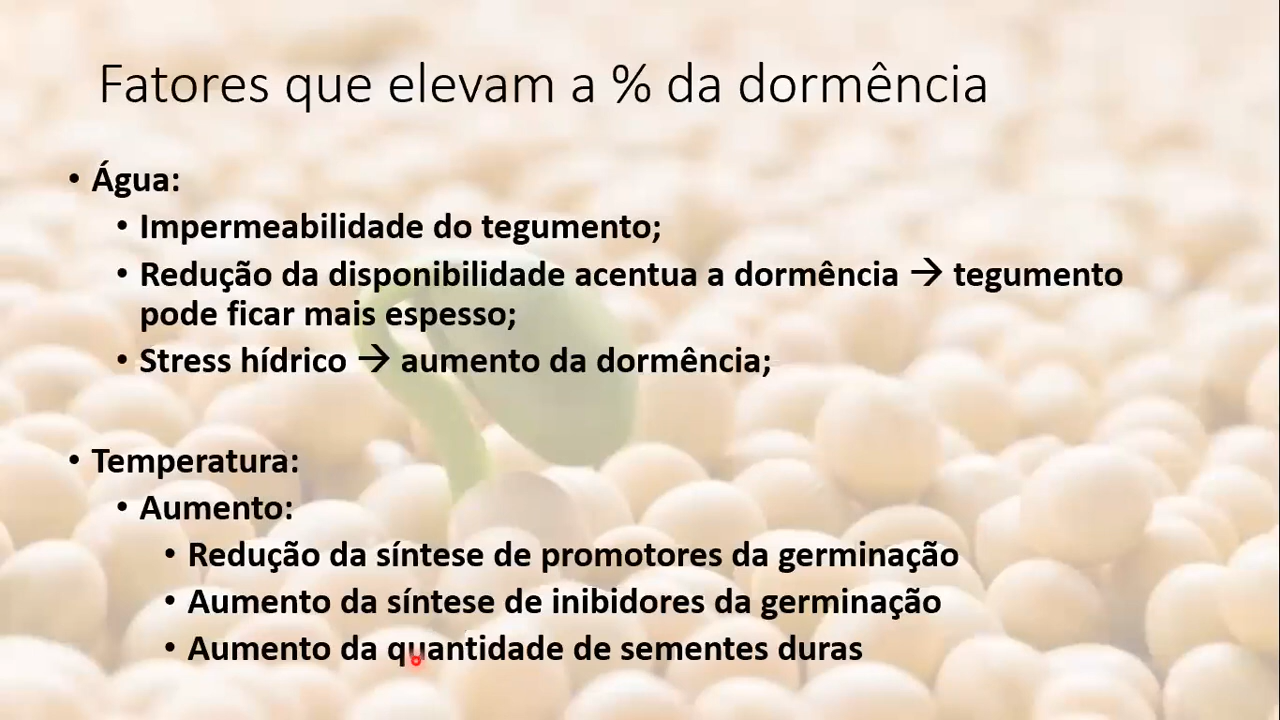 Fatores que elevam a % da dormência
• Água:
• Impermeabilidade do tegumento;
• Redução da disponibilidade acentua a dormência → tegumento
pode ficar mais espesso;
• Stress hídrico → aumento da dormência;
• Temperatura:
• Aumento:
• Redução da síntese de promotores da germinação
• Aumento da síntese de inibidores da germinação
• Aumento da quantidade de sementes duras